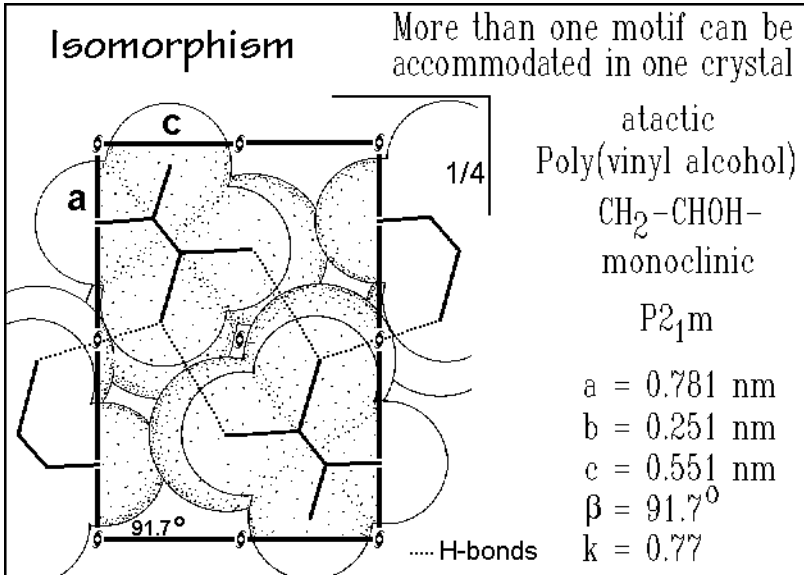 Isomorphism
More than one motif can be
accommodated in one crystal
c
a
1/4
atactic
Poly(vinyl alcohol)
CH₂-CHOH-
monoclinic
P2₁m
a = 0.781 nm
b = 0.251 nm
c = 0.551 nm
β = 91.7°
k = 0.77
91.7°
..... H-bonds